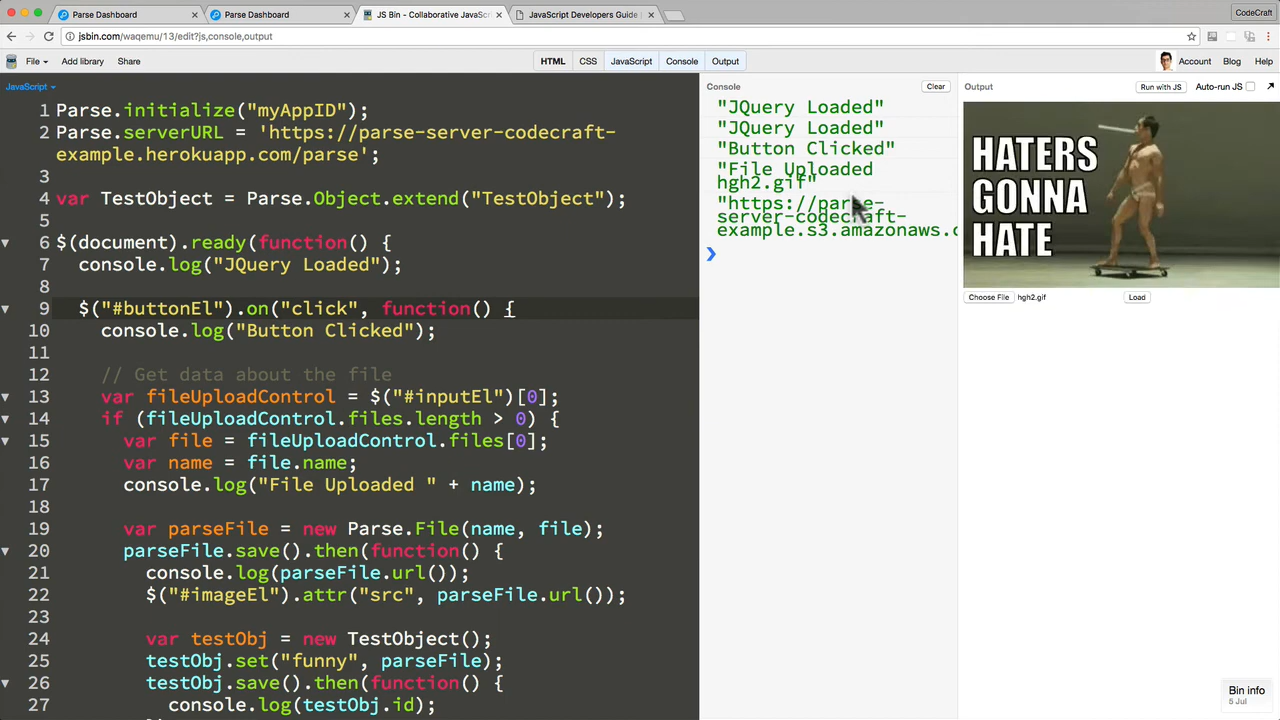 Parse Dashboard
Parse Dashboard
JS Bin - Collaborative JavaSc
JavaScript Developers Guide
CodeCraft
jsbin.com/waqemu/13/edit?js,console,output
File
Add library
Share
HTML
CSS
JavaScript
Console
Output
Account
Blog
Help
JavaScript
1 Parse.initialize("myAppID");
2 Parse.serverURL = 'https://parse-server-codecraft-
example.herokuapp.com/parse';
3
4 var TestObject = Parse.Object.extend("TestObject");
5
6 $(document).ready(function() {
7 console.log("JQuery Loaded");
8
9 $("#buttonEl").on("click", function() {
10 console.log("Button Clicked");
11
12 // Get data about the file
13 var fileUploadControl = $("#inputEl")[0];
14 if (fileUploadControl.files.length > 0) {
15 var file = fileUploadControl.files[0];
16 var name = file.name;
17 console.log("File Uploaded " + name);
18
19 var parseFile = new Parse.File(name, file);
20 parseFile.save().then(function() {
21 console.log(parseFile.url());
22 $("#imageEl").attr("src", parseFile.url());
23
24 var testObj = new TestObject();
25 testObj.set("funny", parseFile);
26 testObj.save().then(function() {
27 console.log(testObj.id);
Console
Clear
"JQuery Loaded"
"JQuery Loaded"
"Button Clicked"
"File Uploaded
hgh2.gif"
"https://parse-
server-codecraft-
example.s3.amazonaws.c
Output
Run with JS
Auto-run JS
HATERS
GONNA
HATE
Choose File
hgh2.gif
Load
Bin info
5 Jul